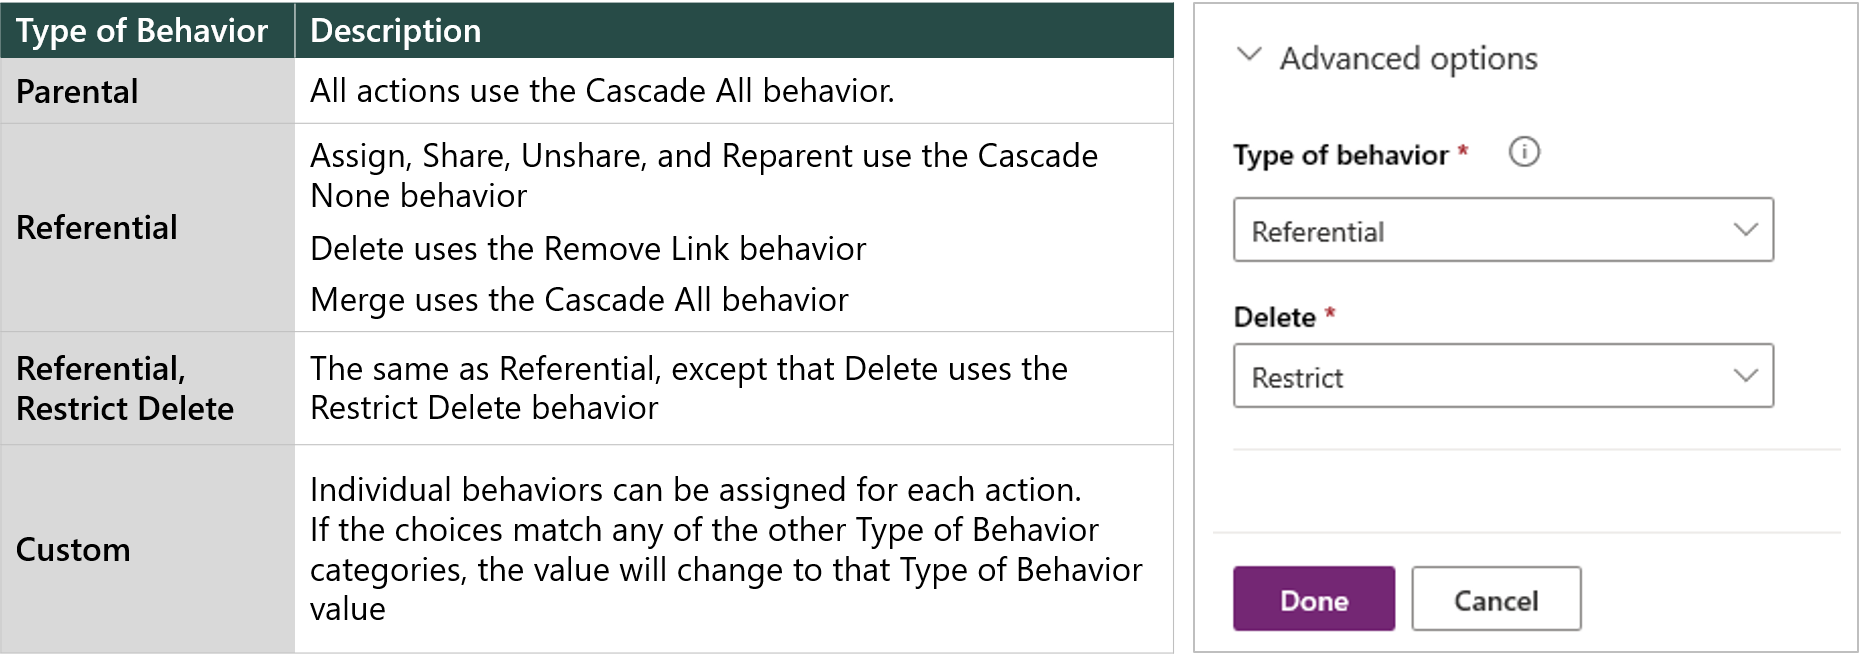 Type of Behavior
Description
Parental
All actions use the Cascade All behavior.
Referential
Assign, Share, Unshare, and Reparent use the Cascade
None behavior
Delete uses the Remove Link behavior
Merge uses the Cascade All behavior
Referential,
Restrict Delete
The same as Referential, except that Delete uses the
Restrict Delete behavior
Custom
Individual behaviors can be assigned for each action.
If the choices match any of the other Type of Behavior
categories, the value will change to that Type of Behavior
value
Advanced options
Type of behavior *
Referential
Delete *
Restrict
Done
Cancel